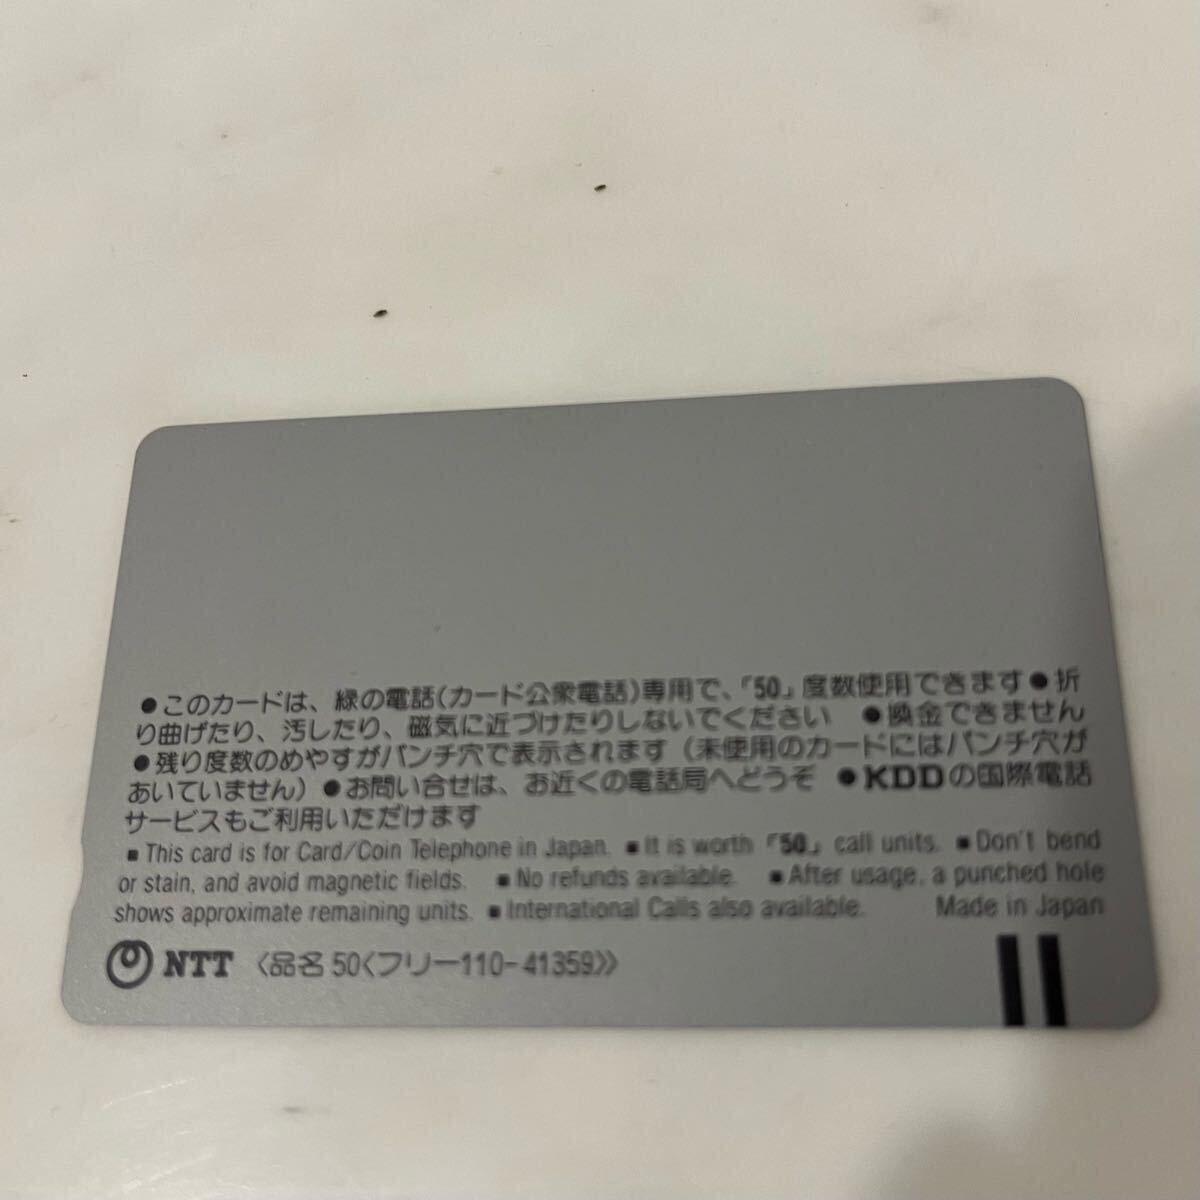 ●このカードは、緑の電話(カード公衆電話)専用で、「50」度数使用できます●折
り曲げたり、汚したり、磁気に近づけたりしないでください ●換金できません
●残り度数のめやすがパンチ穴で表示されます(未使用のカードにはパンチ穴が
あいていません)●お問い合せは、お近くの電話局へどうぞ ●KDDの国際電話
サービスもご利用いただけます
■This card is for Card/Coin Telephone in Japan. ■It is worth「50」call units. ■Don't bend
or stain, and avoid magnetic fields. ■No refunds available. ■After usage, a punched hole
shows approximate remaining units. ■International Calls also available. Made in Japan
NTT 〈品名 50〈フリー110-41359〉〉